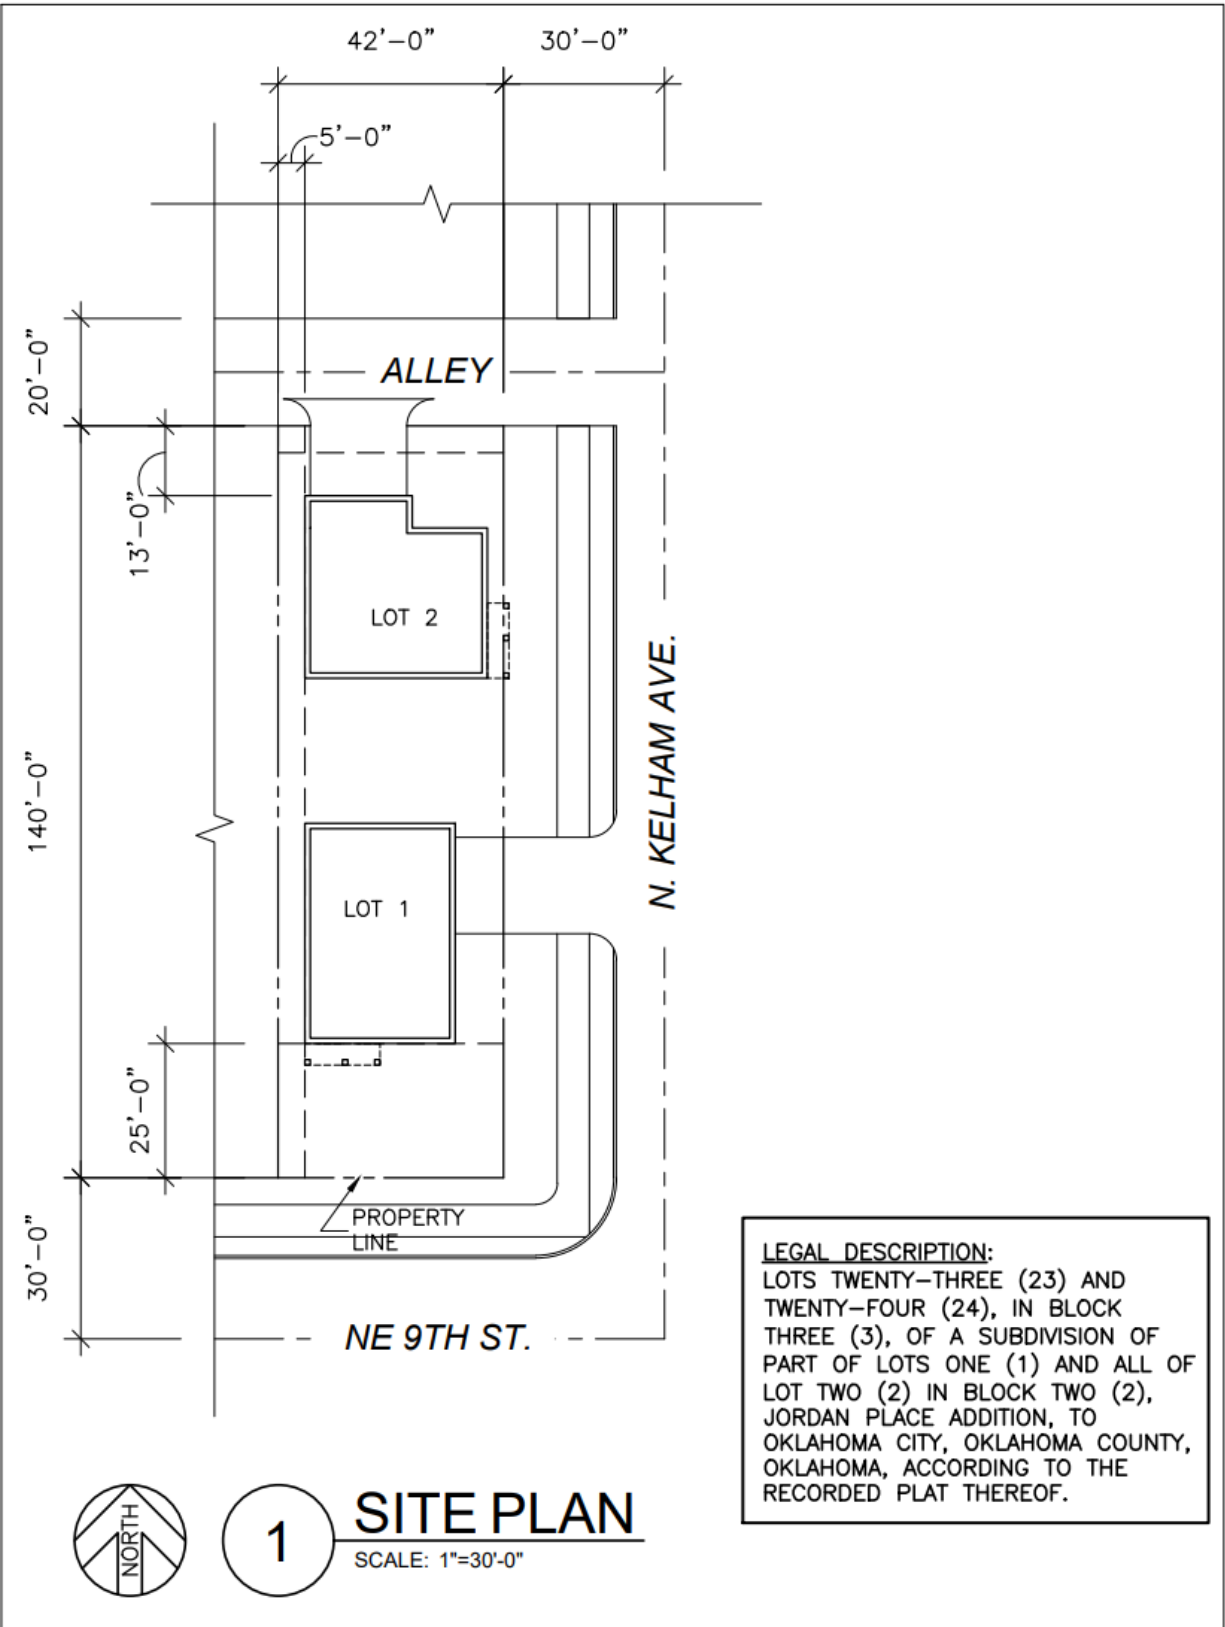 42'-0" 30'-0"
5'-0"
20'-0"
ALLEY
13'-0"
LOT 2
N. KELHAM AVE.
140'-0"
LOT 1
25'-0"
PROPERTY
LINE
30'-0"
NE 9TH ST.
LEGAL DESCRIPTION:
LOTS TWENTY-THREE (23) AND
TWENTY-FOUR (24), IN BLOCK
THREE (3), OF A SUBDIVISION OF
PART OF LOTS ONE (1) AND ALL OF
LOT TWO (2) IN BLOCK TWO (2),
JORDAN PLACE ADDITION, TO
OKLAHOMA CITY, OKLAHOMA COUNTY,
OKLAHOMA, ACCORDING TO THE
RECORDED PLAT THEREOF.
NORTH
1
SITE PLAN
SCALE: 1"=30'-0"